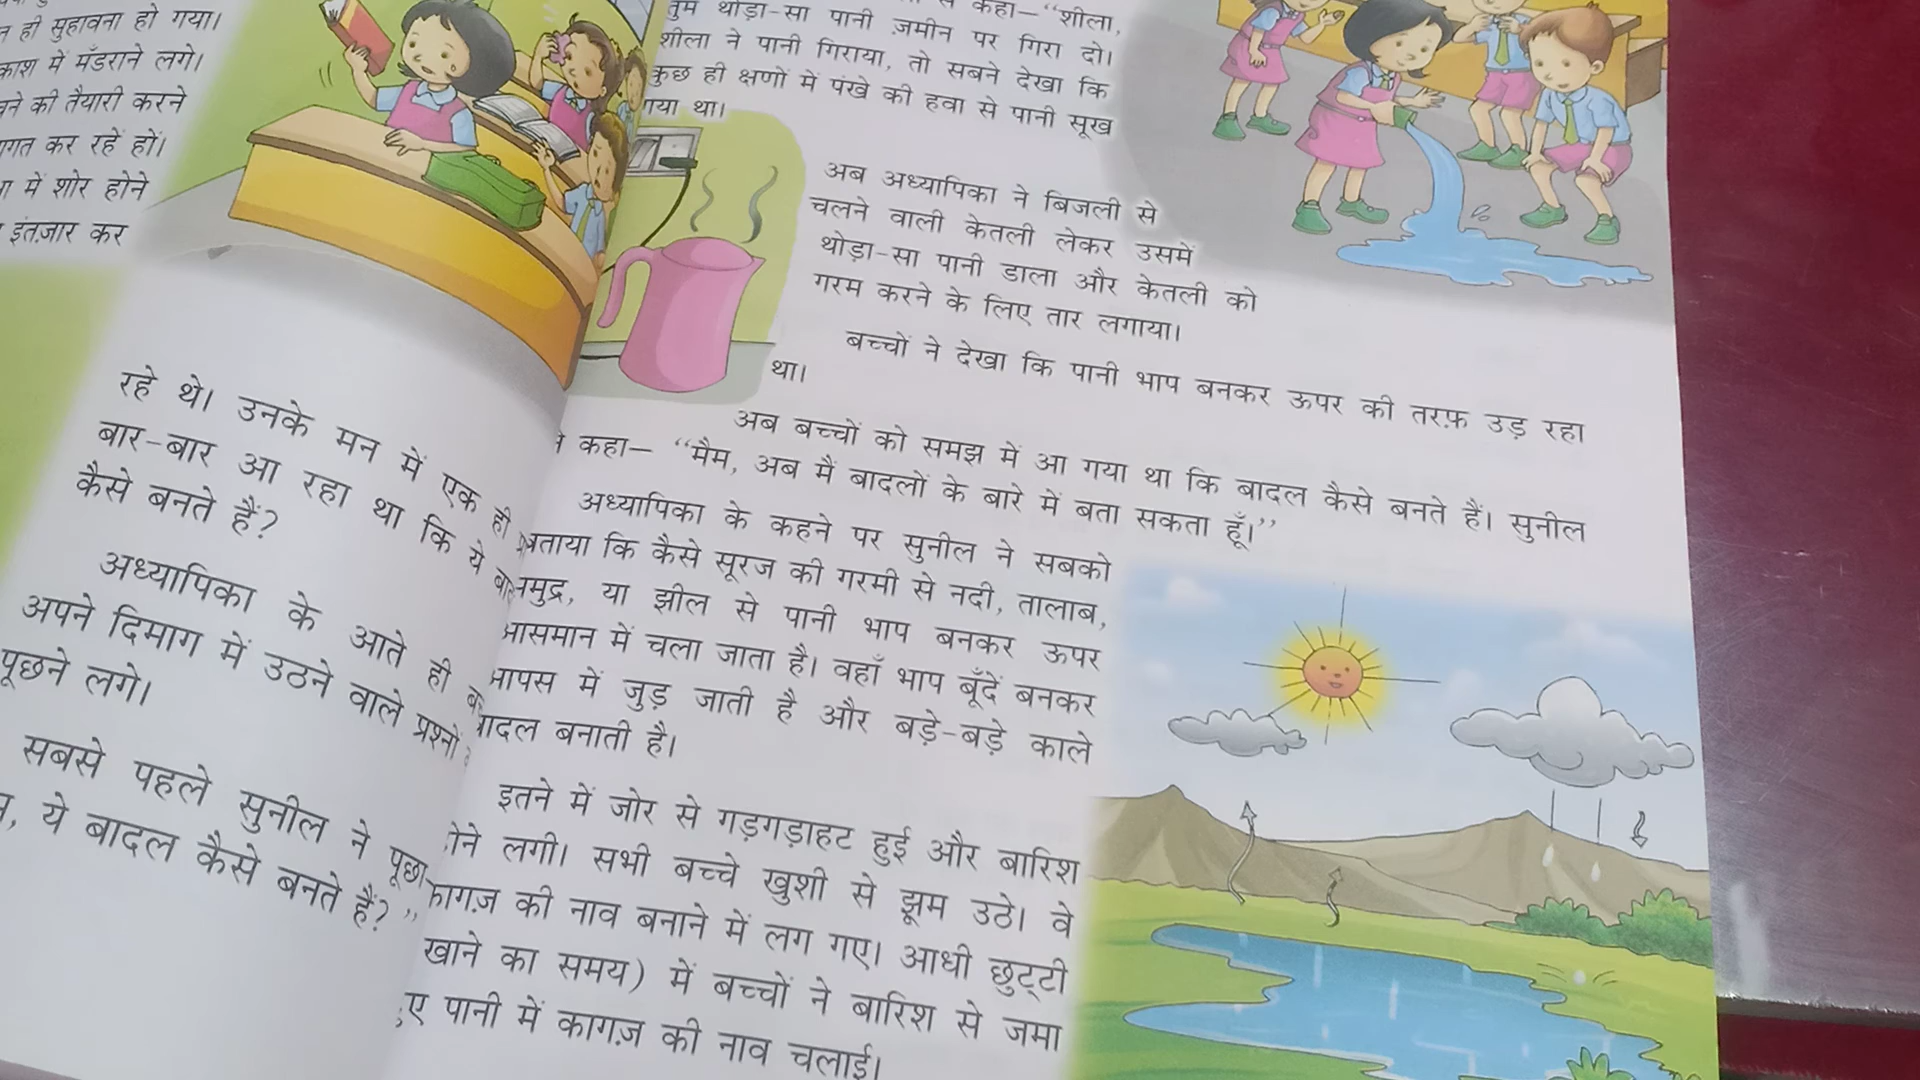 ही सुहावना हो गया।
में मँडराने लगे।
की तैयारी करने
कर रहें हों।
में शोर होने
इंतज़ार कर
रहे थे। उनके मन में एक ही
बार-बार आ रहा था कि ये
कैसे बनते हैं?
अध्यापिका के आते ही
अपने दिमाग में उठने वाले प्रश्नों
पूछने लगे।
सबसे पहले सुनील ने पूछा
ये बादल कैसे बनते हैं?”
कहा—“शीला,
तुम थोड़ा-सा पानी ज़मीन पर गिरा दो।
शीला ने पानी गिराया, तो सबने देखा कि
कुछ ही क्षणों में पंखे की हवा से पानी सूख
गया था।
अब अध्यापिका ने बिजली से
चलने वाली केतली लेकर उसमें
थोड़ा-सा पानी डाला और केतली को
गरम करने के लिए तार लगाया।
बच्चों ने देखा कि पानी भाप बनकर ऊपर की तरफ़ उड़ रहा
था।
अब बच्चों को समझ में आ गया था कि बादल कैसे बनते हैं। सुनील
कहा— “मैम, अब मैं बादलों के बारे में बता सकता हूँ।”
अध्यापिका के कहने पर सुनील ने सबको
बताया कि कैसे सूरज की गरमी से नदी, तालाब,
समुद्र, या झील से पानी भाप बनकर ऊपर
आसमान में चला जाता है। वहाँ भाप बूँदें बनकर
आपस में जुड़ जाती है और बड़े-बड़े काले
बादल बनाती है।
इतने में जोर से गड़गड़ाहट हुई और बारिश
होने लगी। सभी बच्चे खुशी से झूम उठे। वे
कागज़ की नाव बनाने में लग गए। आधी छुट्टी
खाने का समय) में बच्चों ने बारिश से जमा
हुए पानी में कागज़ की नाव चलाई।